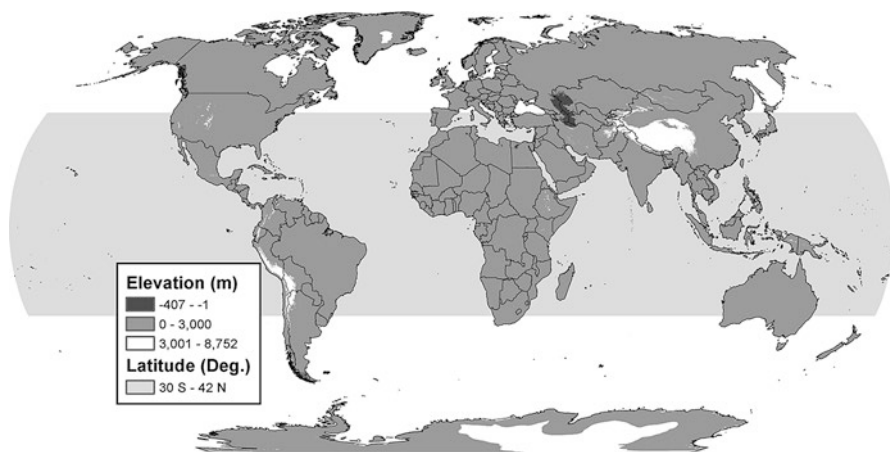 Elevation (m)
-407 - -1
0 - 3,000
3,001 - 8,752
Latitude (Deg.)
30 S - 42 N